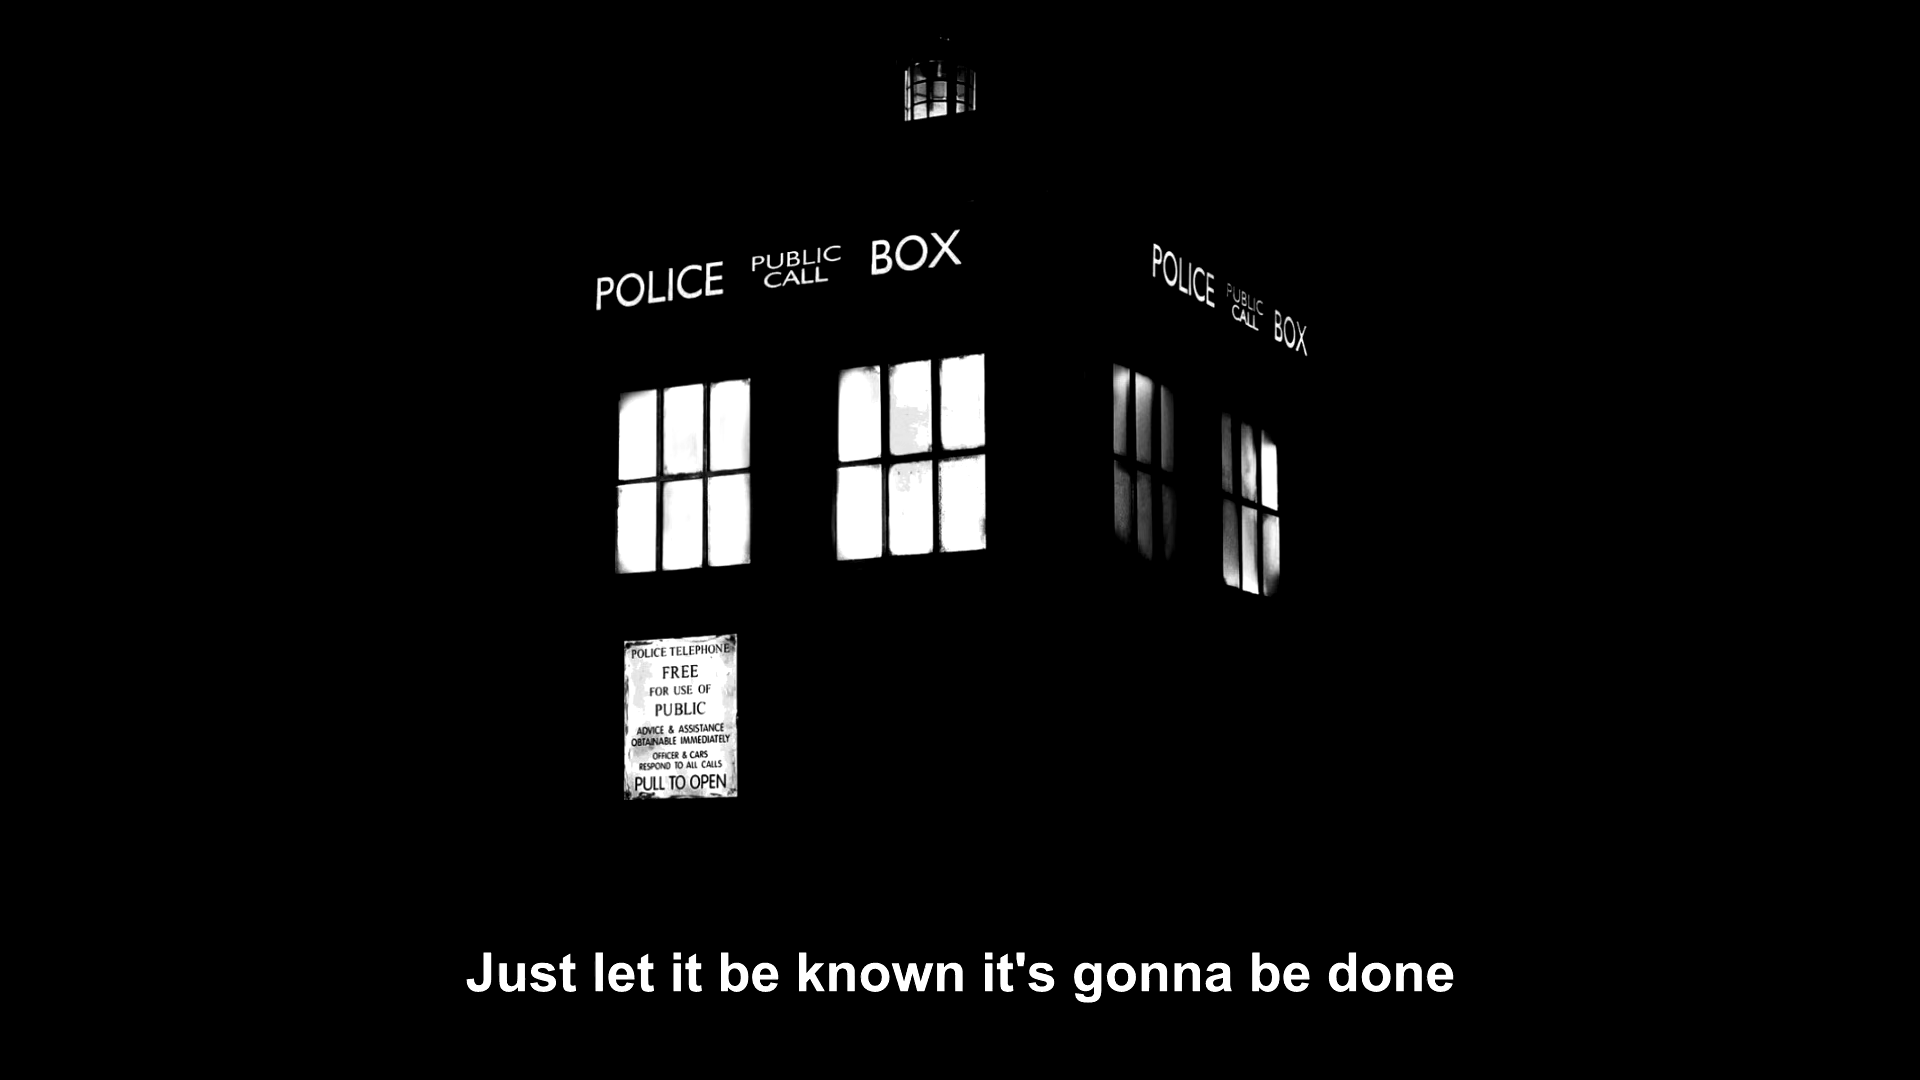 POLICE PUBLIC CALL BOX
POLICE PUBLIC CALL BOX
POLICE TELEPHONE
FREE
FOR USE OF
PUBLIC
ADVICE & ASSISTANCE
OBTAINABLE IMMEDIATELY
OFFICER & CARS
RESPOND TO ALL CALLS
PULL TO OPEN
Just let it be known it's gonna be done